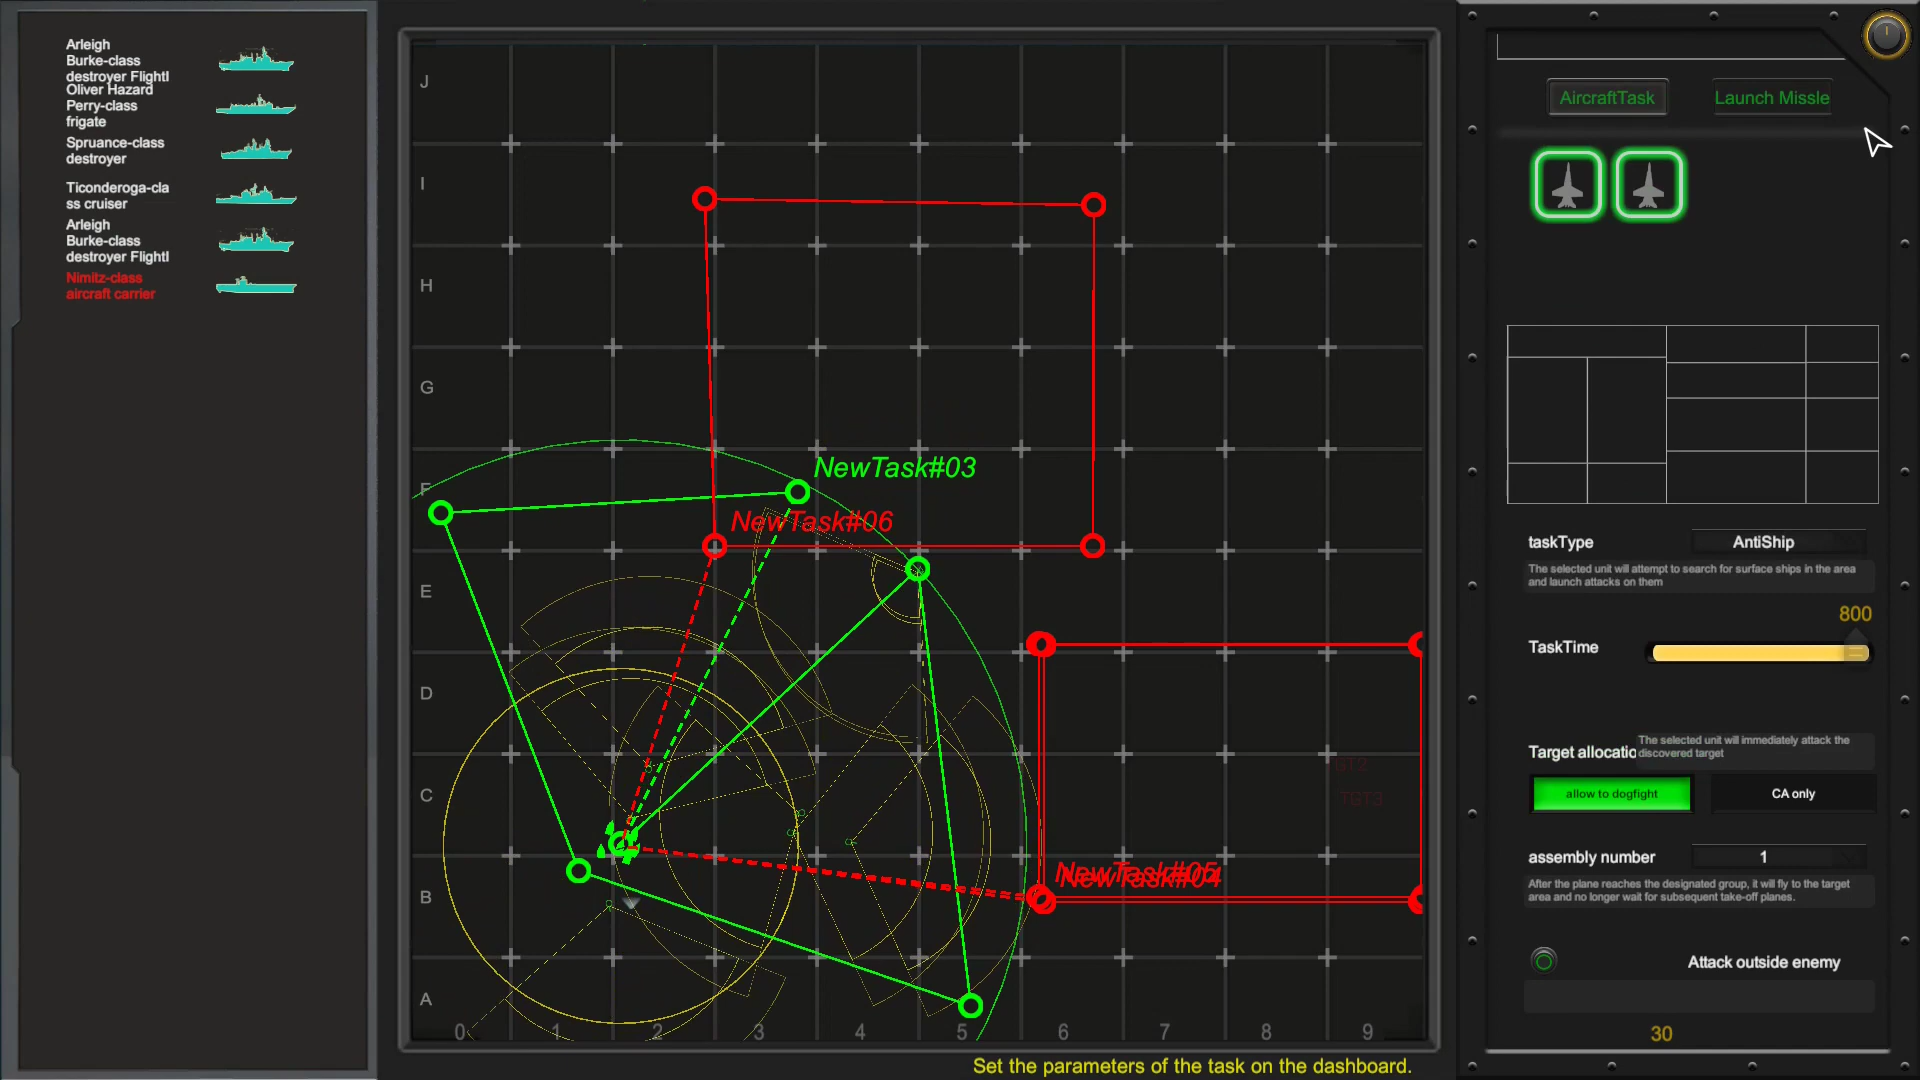 Arleigh
Burke-class
destroyer FlightI
Oliver Hazard
Perry-class
frigate
Spruance-class
destroyer
Ticonderoga-cla
ss cruiser
Arleigh
Burke-class
destroyer FlightI
Nimitz-class
aircraft carrier
J
I
H
G
F
E
D
C
B
A
0 1 2 3 4 5 6 7 8 9
NewTask#03
NewTask#06
NewTask#05
NewTask#04
TGT3
Set the parameters of the task on the dashboard.
AircraftTask
Launch Missle
taskType
AntiShip
The selected unit will attempt to search for surface ships in the area
and launch attacks on them
800
TaskTime
Target allocatio
The selected unit will immediately attack the
discovered target
allow to dogfight
CA only
assembly number
1
After the plane reaches the designated group, it will fly to the target
area and no longer wait for subsequent take-off planes.
Attack outside enemy
30